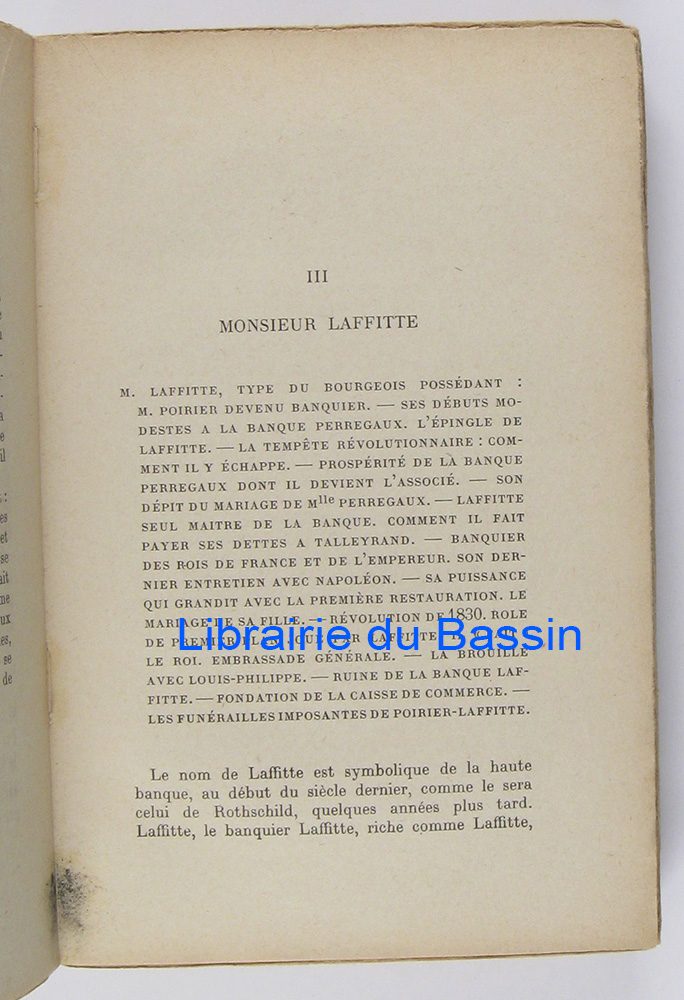 III
MONSIEUR LAFFITTE
M. LAFFITTE, TYPE DU BOURGEOIS POSSÉDANT :
M. POIRIER DEVENU BANQUIER. — SES DÉBUTS MO-
DESTES A LA BANQUE PERREGAUX. L'ÉPINGLE DE
LAFFITTE. — LA TEMPÊTE RÉVOLUTIONNAIRE : COM-
MENT IL Y ÉCHAPPE. — PROSPÉRITÉ DE LA BANQUE
PERREGAUX DONT IL DEVIENT L'ASSOCIÉ. — SON
DÉPIT DU MARIAGE DE Mlle PERREGAUX. — LAFFITTE
SEUL MAITRE DE LA BANQUE. COMMENT IL FAIT
PAYER SES DETTES A TALLEYRAND. — BANQUIER
DES ROIS DE FRANCE ET DE L'EMPEREUR. SON DER-
NIER ENTRETIEN AVEC NAPOLÉON. — SA PUISSANCE
QUI GRANDIT AVEC LA PREMIÈRE RESTAURATION. LE
MARIAGE DE SA FILLE. — RÉVOLUTION DE 1830. ROLE
DE PREMIER PAR LAFFITTE
LE ROI. EMBRASSADE GÉNÉRALE. — LA BROUILLE
AVEC LOUIS-PHILIPPE. — RUINE DE LA BANQUE LAF-
FITTE. — FONDATION DE LA CAISSE DE COMMERCE. —
LES FUNÉRAILLES IMPOSANTES DE POIRIER-LAFFITTE.
Librairie du Bassin
Le nom de Laffitte est symbolique de la haute
banque, au début du siècle dernier, comme le sera
celui de Rothschild, quelques années plus tard.
Laffitte, le banquier Laffitte, riche comme Laffitte,